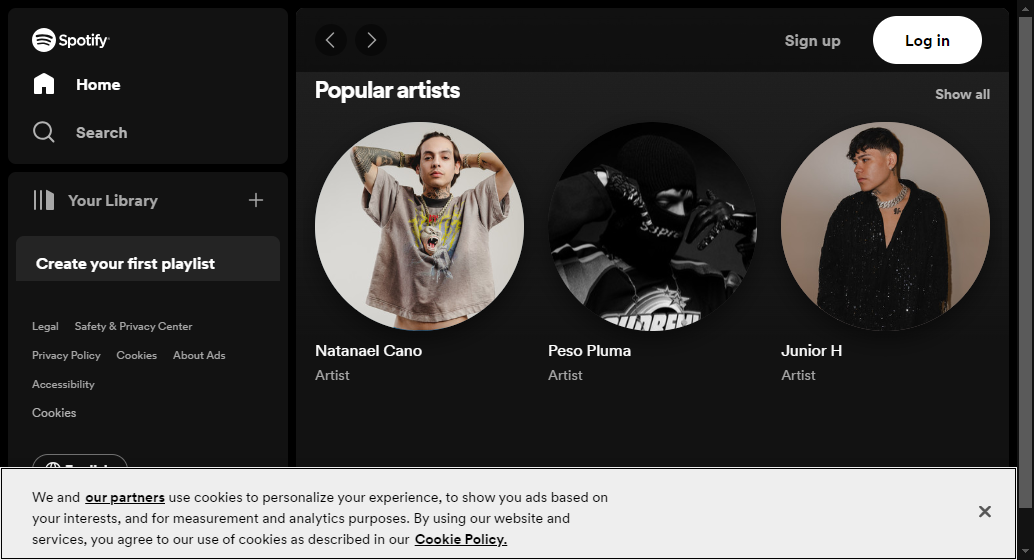 Spotify
Home
Search
Your Library
Create your first playlist
Legal Safety & Privacy Center
Privacy Policy Cookies About Ads
Accessibility
Cookies
English
Sign up
Log in
Popular artists
Show all
Natanael Cano
Artist
Peso Pluma
Artist
Junior H
Artist
We and our partners use cookies to personalize your experience, to show you ads based on
your interests, and for measurement and analytics purposes. By using our website and
services, you agree to our use of cookies as described in our Cookie Policy.